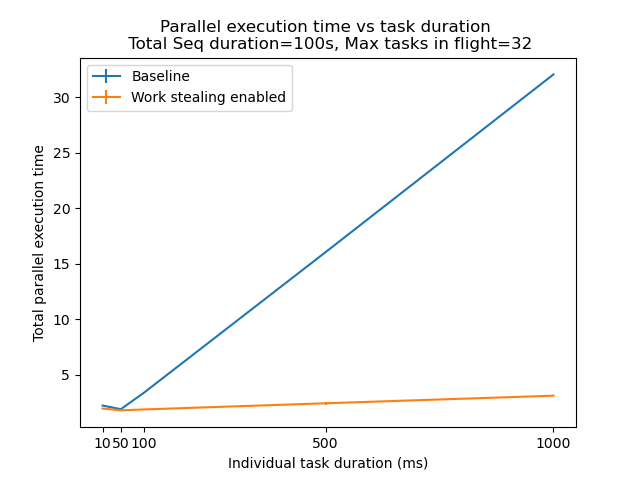 Parallel execution time vs task duration
Total Seq duration=100s, Max tasks in flight=32
Baseline
Work stealing enabled
Total parallel execution time
30
25
20
15
10
5
10 50 100 500 1000
Individual task duration (ms)